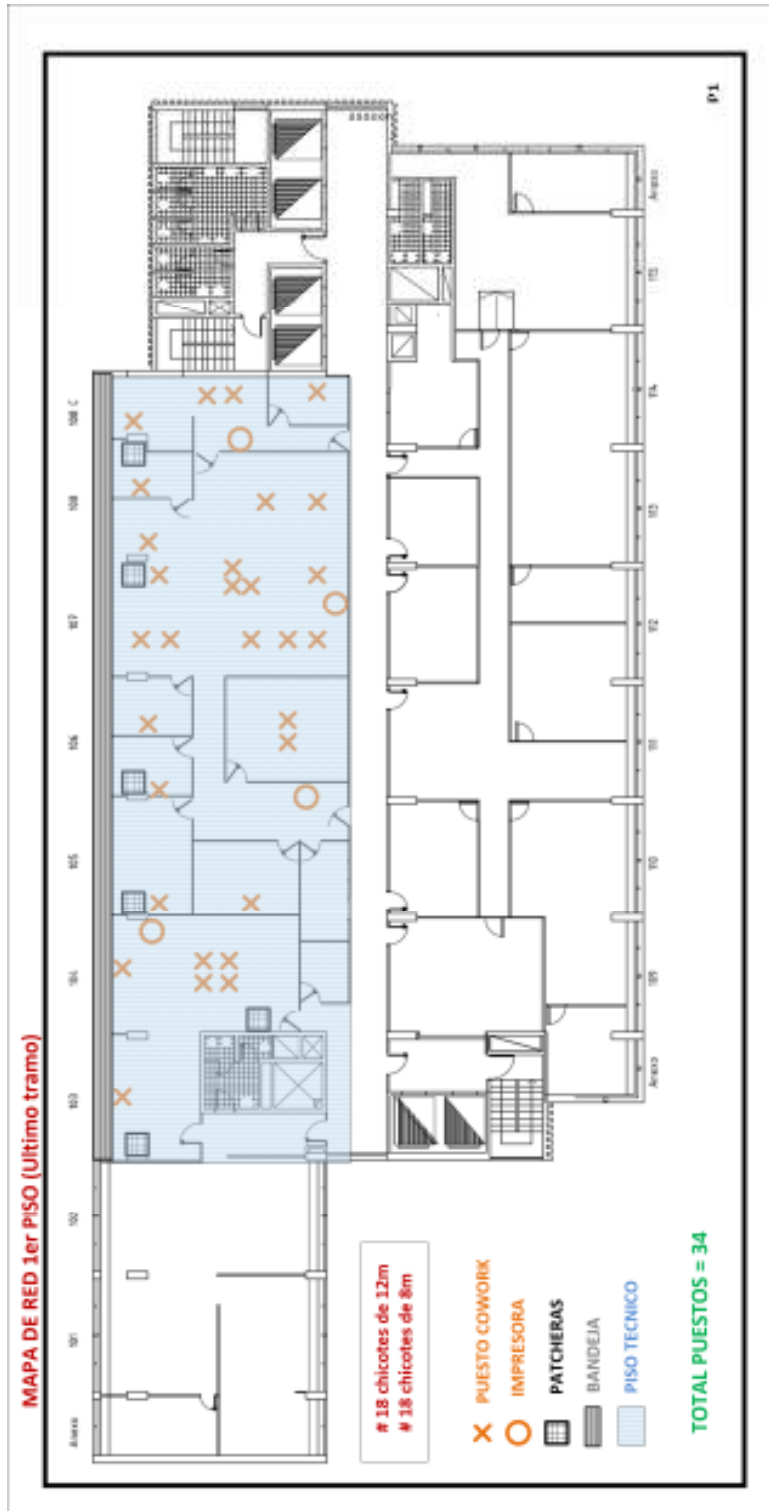 MAPA DE RED 1er PISO (Ultimo tramo)
Anexo
101
102
103
104
105
106
107
108
108 C
Anexo
109
110
111
112
113
114
115
Anexo
# 18 chicotes de 12m
# 18 chicotes de 8m
PUESTO COWORK
IMPRESORA
PATCHERAS
BANDEJA
PISO TECNICO
TOTAL PUESTOS = 34
P1